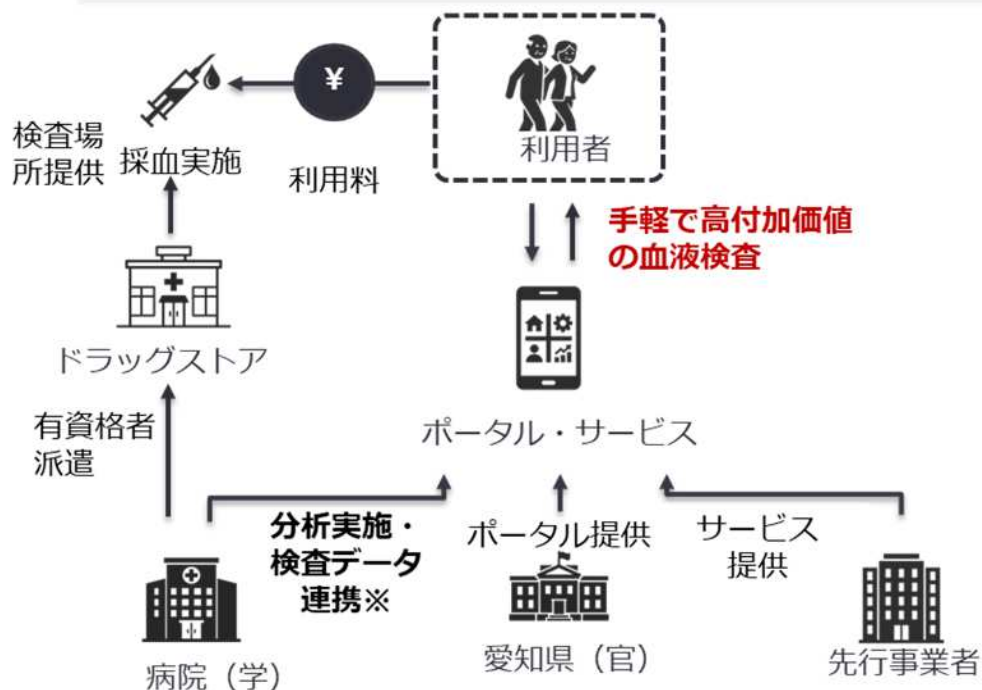 ¥
利用者
検査場
所提供
採血実施
利用料
手軽で高付加価値
の血液検査
ドラッグストア
有資格者
派遣
ポータル・サービス
分析実施・
検査データ
連携※
ポータル提供
サービス
提供
病院（学）
愛知県（官）
先行事業者